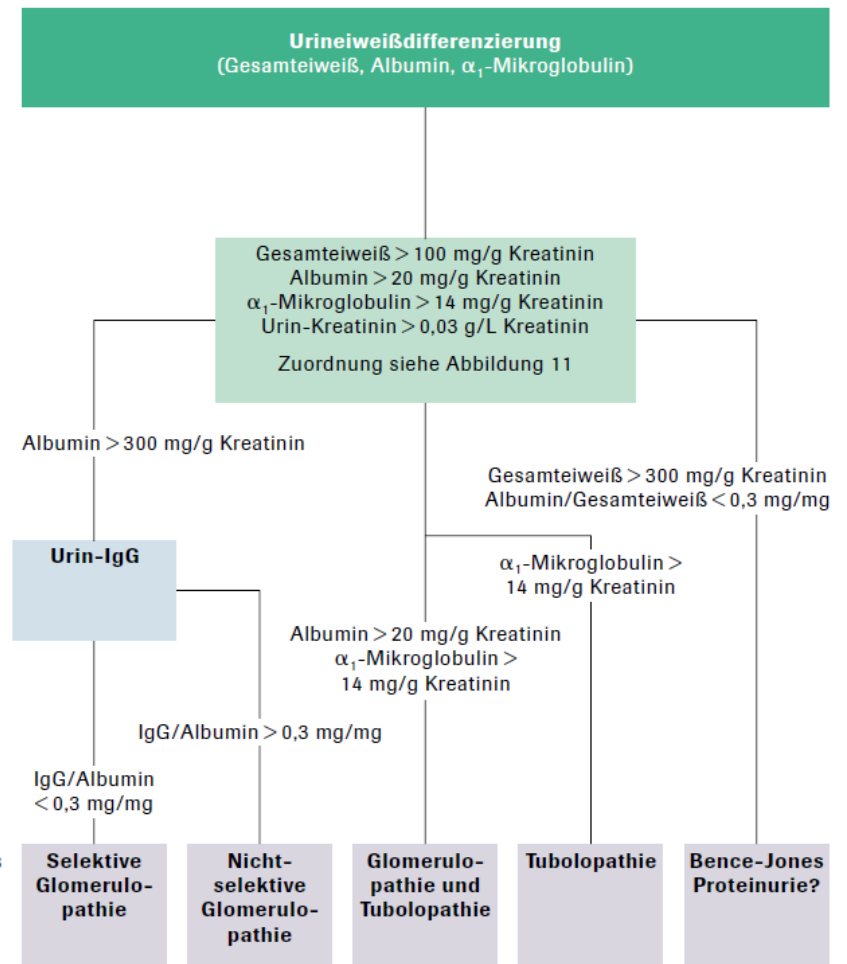 Urineiweißdifferenzierung
(Gesamteiweiß, Albumin, α₁-Mikroglobulin)
Gesamteiweiß > 100 mg/g Kreatinin
Albumin > 20 mg/g Kreatinin
α₁-Mikroglobulin > 14 mg/g Kreatinin
Urin-Kreatinin > 0,03 g/L Kreatinin
Zuordnung siehe Abbildung 11
Albumin > 300 mg/g Kreatinin
Gesamteiweiß > 300 mg/g Kreatinin
Albumin/Gesamteiweiß < 0,3 mg/mg
Urin-IgG
α₁-Mikroglobulin >
14 mg/g Kreatinin
Albumin > 20 mg/g Kreatinin
α₁-Mikroglobulin >
14 mg/g Kreatinin
IgG/Albumin > 0,3 mg/mg
IgG/Albumin
< 0,3 mg/mg
Selektive
Glomerulo-
pathie
Nicht-
selektive
Glomerulo-
pathie
Glomerulo-
pathie und
Tubolopathie
Tubolopathie
Bence-Jones
Proteinurie?